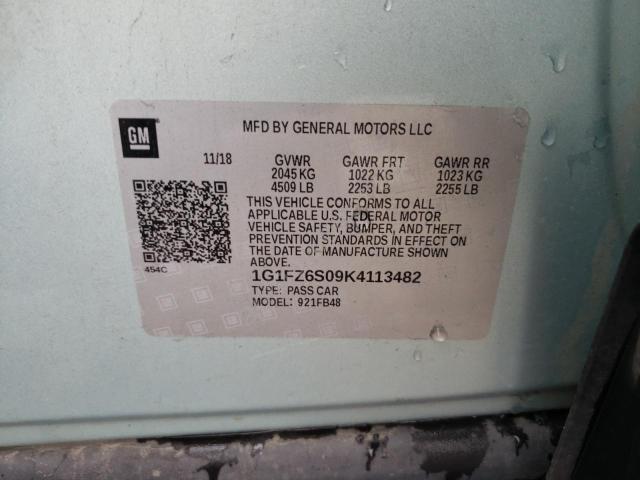 GM
MFD BY GENERAL MOTORS LLC
11/18 GVWR GAWR FRT GAWR RR
2045 KG 1022 KG 1023 KG
4509 LB 2253 LB 2255 LB
THIS VEHICLE CONFORMS TO ALL
APPLICABLE U.S. FEDERAL MOTOR
VEHICLE SAFETY, BUMPER, AND THEFT
PREVENTION STANDARDS IN EFFECT ON
THE DATE OF MANUFACTURE SHOWN
ABOVE.
454C
1G1FZ6S09K4113482
TYPE: PASS CAR
MODEL: 921FB48